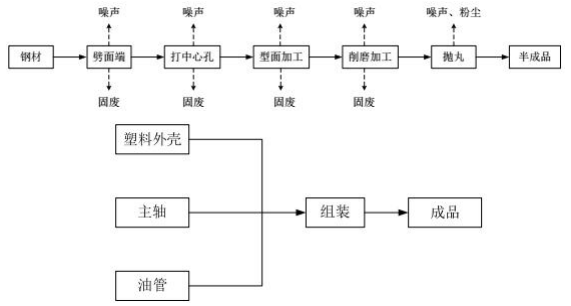 噪声 噪声 噪声 噪声 噪声、粉尘
钢材 劈面端 打中心孔 型面加工 削磨加工 抛丸 半成品
固废 固废 固废 固废
塑料外壳
主轴 组装 成品
油管